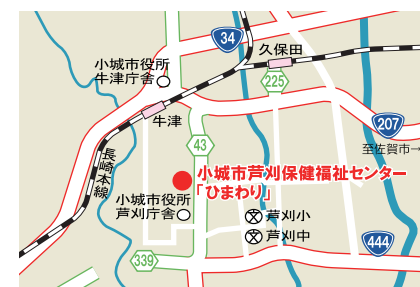 34
久保田
小城市役所
牛津庁舎
225
牛津
207
至佐賀市→
43
長崎本線
小城市芦刈保健福祉センター
「ひまわり」
小城市役所
芦刈庁舎
文 芦刈小
文 芦刈中
444
339